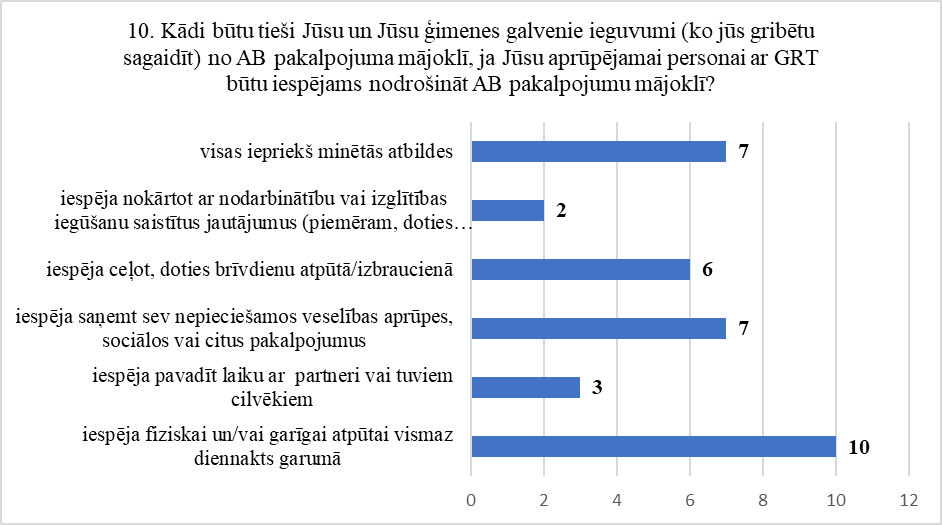 10. Kādi būtu tieši Jūsu un Jūsu ģimenes galvenie ieguvumi (ko jūs gribētu
sagaidīt) no AB pakalpojuma mājoklī, ja Jūsu aprūpējamai personai ar GRT
būtu iespējams nodrošināt AB pakalpojumu mājoklī?
visas iepriekš minētās atbildes
7
iespēja nokārtot ar nodarbinātību vai izglītības
iegūšanu saistītus jautājumus (piemēram, doties…
2
iespēja ceļot, doties brīvdienu atpūtā/izbraucienā
6
iespēja saņemt sev nepieciešamos veselības aprūpes,
sociālos vai citus pakalpojumus
7
iespēja pavadīt laiku ar partneri vai tuviem
cilvēkiem
3
iespēja fiziskai un/vai garīgai atpūtai vismaz
diennakts garumā
10
0 2 4 6 8 10 12